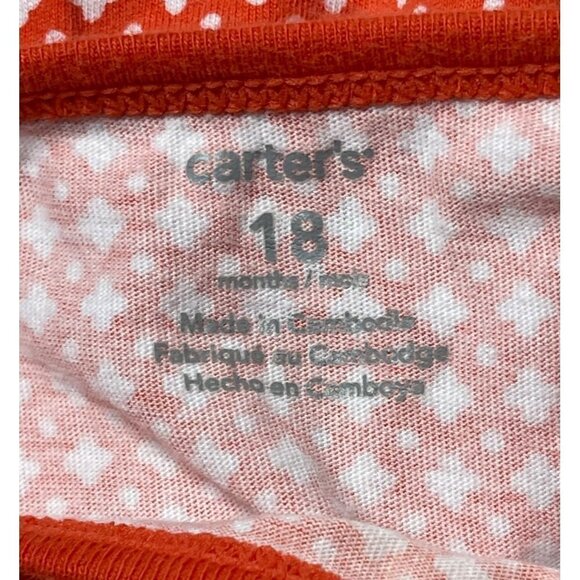 carter's
18
months / mois
Made in Cambodia
Fabriqué au Cambodge
Hecho en Camboya